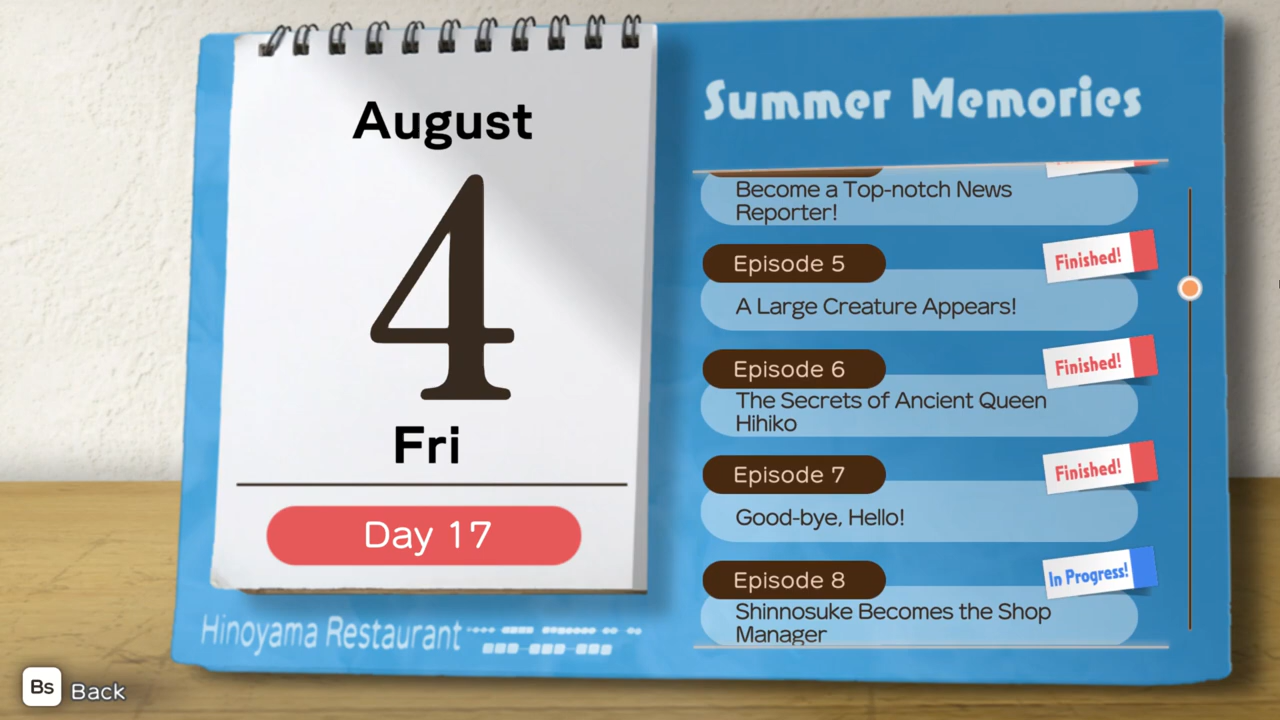 August
4
Fri
Day 17
Hinoyama Restaurant
Summer Memories
Become a Top-notch News
Reporter!
Episode 5
Finished!
A Large Creature Appears!
Episode 6
Finished!
The Secrets of Ancient Queen
Hihiko
Episode 7
Finished!
Good-bye, Hello!
Episode 8
In Progress!
Shinnosuke Becomes the Shop
Manager
Bs Back